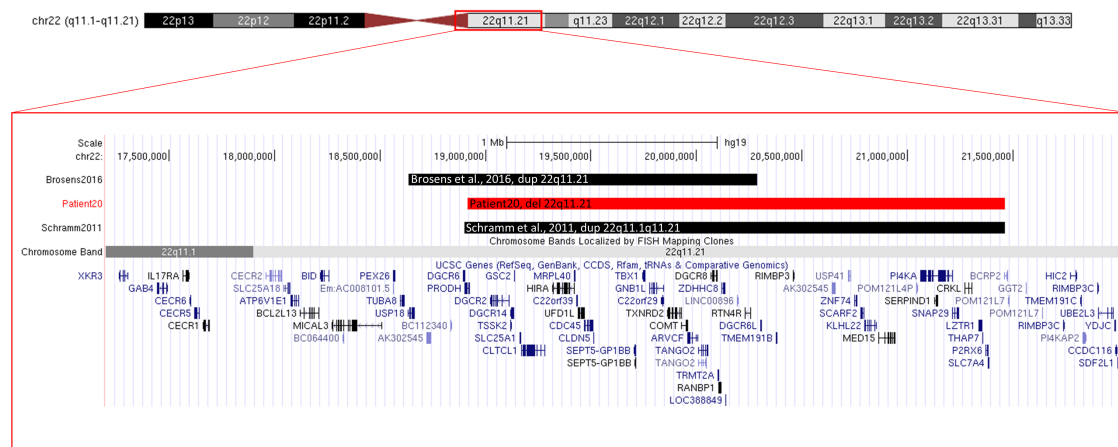 chr22 (q11.1-q11.21) 22p13 22p12 22p11.2 22q11.21 q11.23 22q12.1 22q12.2 22q12.3 22q13.1 22q13.2 22q13.31 q13.33
Scale 1 Mb hg19
chr22: 17,500,000 18,000,000 18,500,000 19,000,000 19,500,000 20,000,000 20,500,000 21,000,000 21,500,000
Brosens2016 Brosens et al., 2016, dup 22q11.21
Patient20 Patient20, del 22q11.21
Schramm2011 Schramm et al., 2011, dup 22q11.1q11.21
Chromosome Bands Localized by FISH Mapping Clones
Chromosome Band 22q11.1 22q11.21
UCSC Genes (RefSeq, GenBank, CCDS, Rfam, tRNAs & Comparative Genomics)
XKR3 IL17RA CECR2 BID PEX26 DGCR6 GSC2 MRPL40 TBX1 DGCR8 RIMBP3 USP41 PI4KA BCRP2 HIC2
GAB4 SLC25A18 Em:AC008101.5 PRODH HIRA GNB1L ZDHHC8 AK302545 POM121L4P CRKL GGT2 RIMBP3C
CECR6 ATP6V1E1 TUBA8 DGCR2 C22orf39 C22orf29 LINC00896 ZNF74 SERPIND1 POM121L7 TMEM191C
CECR5 BCL2L13 USP18 DGCR14 UFD1L TXNRD2 RTN4R SCARF2 SNAP29 POM121L7 UBE2L3
CECR1 MICAL3 BC112340 TSSK2 CDC45 COMT DGCR6L KLHL22 LZTR1 RIMBP3C YDJC
BC064400 AK302545 SLC25A1 CLDN5 ARVCF TMEM191B MED15 THAP7 PI4KAP2
CLTCL1 SEPT5-GP1BB TANGO2 P2RX6 CCDC116
SEPT5-GP1BB TANGO2 SLC7A4 SDF2L1
TRMT2A
RANBP1
LOC388849